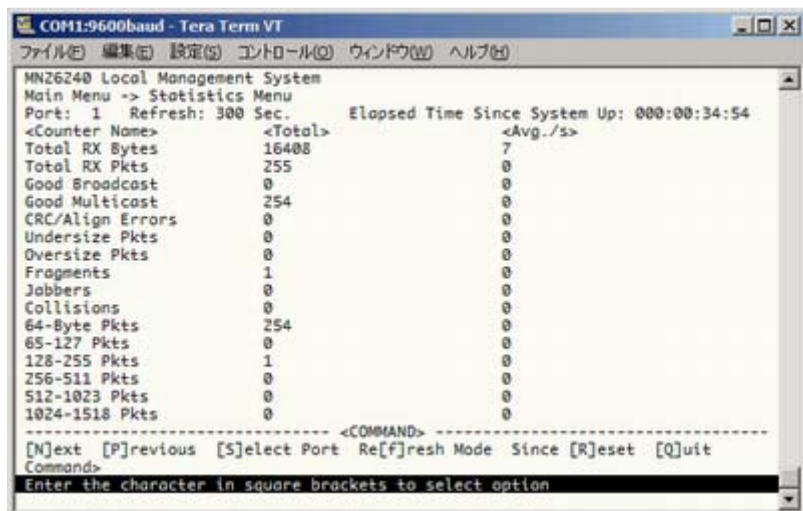 COM1:9600baud - Tera Term VT
ファイル(F) 編集(E) 設定(S) コントロール(O) ウィンドウ(W) ヘルプ(H)
MN26240 Local Management System
Main Menu -> Statistics Menu
Port: 1 Refresh: 300 Sec. Elapsed Time Since System Up: 000:00:34:54
<Counter Name> <Total> <Avg./s>
Total RX Bytes 16408 7
Total RX Pkts 255 0
Good Broadcast 0 0
Good Multicast 254 0
CRC/Align Errors 0 0
Undersize Pkts 0 0
Oversize Pkts 0 0
Fragments 1 0
Jabbers 0 0
Collisions 0 0
64-Byte Pkts 254 0
65-127 Pkts 0 0
128-255 Pkts 1 0
256-511 Pkts 0 0
512-1023 Pkts 0 0
1024-1518 Pkts 0 0
---------------------------------- <COMMAND> -----------------------------------
[N]ext [P]revious [S]elect Port Re[f]resh Mode Since [R]eset [Q]uit
Command>
Enter the character in square brackets to select option